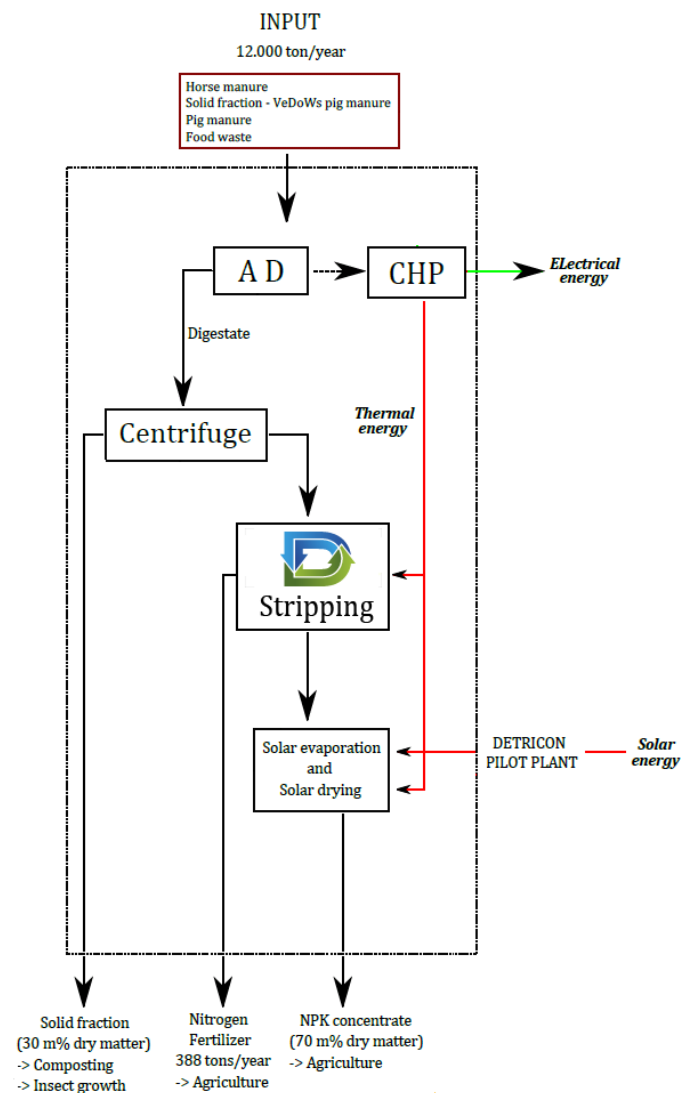 INPUT
12.000 ton/year
Horse manure
Solid fraction - VeDoWs pig manure
Pig manure
Food waste
A D
CHP
ELectrical
energy
Digestate
Thermal
energy
Centrifuge
Stripping
Solar evaporation
and
Solar drying
DETRICON
PILOT PLANT
Solar
energy
Solid fraction
(30 m% dry matter)
-> Composting
-> Insect growth
Nitrogen
Fertilizer
388 tons/year
-> Agriculture
NPK concentrate
(70 m% dry matter)
-> Agriculture